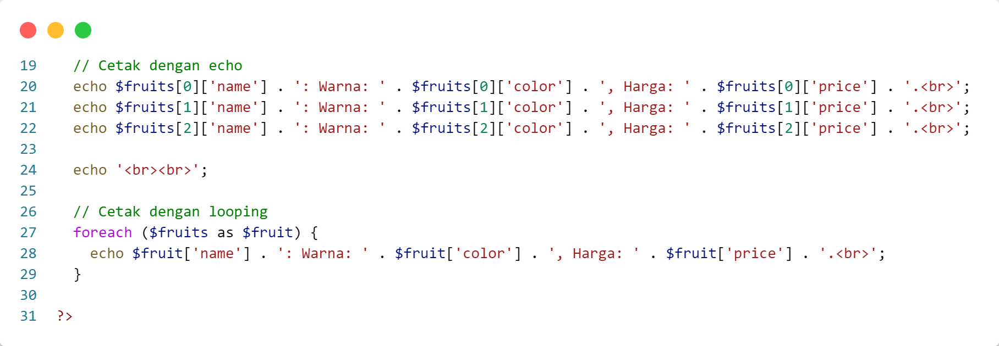 19 // Cetak dengan echo
20 echo $fruits[0]['name'] . ': Warna: ' . $fruits[0]['color'] . ', Harga: ' . $fruits[0]['price'] . '.<br>';
21 echo $fruits[1]['name'] . ': Warna: ' . $fruits[1]['color'] . ', Harga: ' . $fruits[1]['price'] . '.<br>';
22 echo $fruits[2]['name'] . ': Warna: ' . $fruits[2]['color'] . ', Harga: ' . $fruits[2]['price'] . '.<br>';
23
24 echo '<br><br>';
25
26 // Cetak dengan looping
27 foreach ($fruits as $fruit) {
28 echo $fruit['name'] . ': Warna: ' . $fruit['color'] . ', Harga: ' . $fruit['price'] . '.<br>';
29 }
30
31 ?>